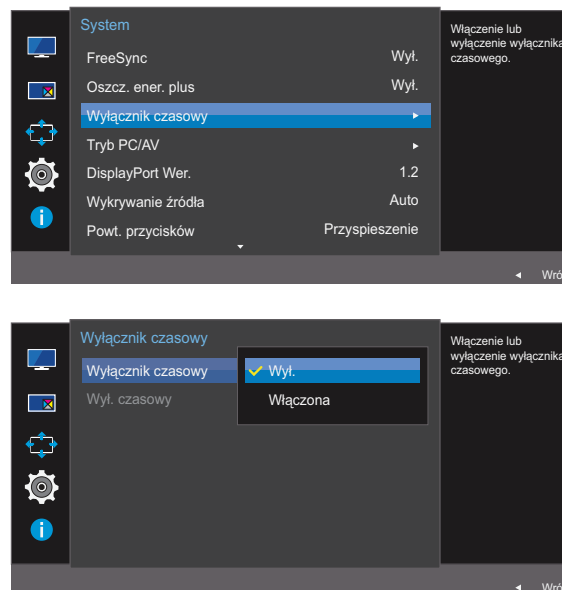 System
Włączenie lub
wyłączenie wyłącznika
czasowego.
FreeSync Wył.
Oszcz. ener. plus Wył.
Wyłącznik czasowy
Tryb PC/AV
DisplayPort Wer. 1.2
Wykrywanie źródła Auto
Powt. przycisków Przyspieszenie
Wró
Wyłącznik czasowy
Włączenie lub
wyłączenie wyłącznika
czasowego.
Wyłącznik czasowy Wył.
Wył. czasowy Włączona
Wró